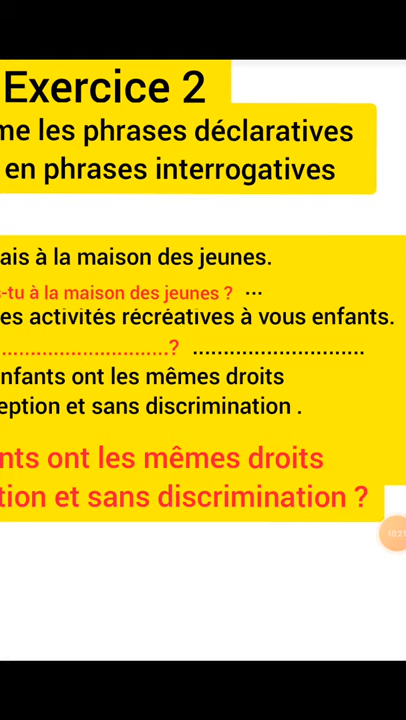 Exercice 2
me les phrases déclaratives
en phrases interrogatives
ais à la maison des jeunes.
s-tu à la maison des jeunes ? ...
es activités récréatives à vous enfants.
..............................? .............................
nfants ont les mêmes droits
eption et sans discrimination .
nts ont les mêmes droits
tion et sans discrimination ?